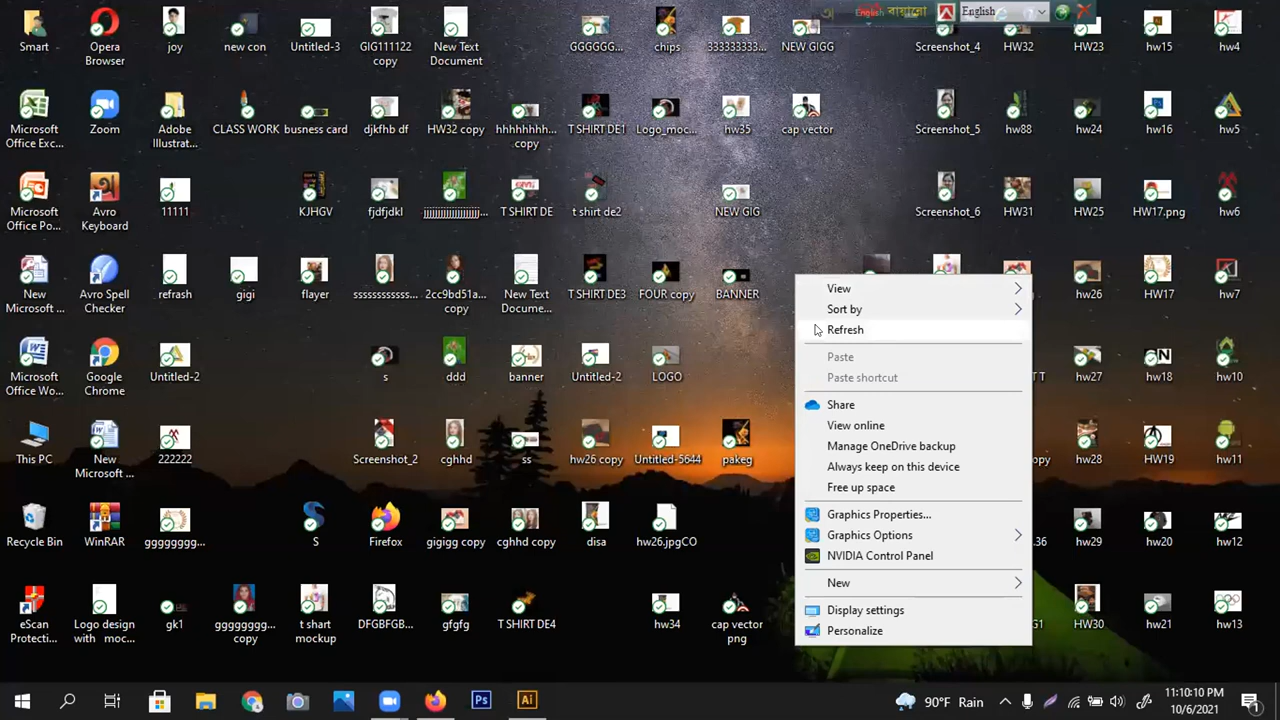 English বায়ান্নো English
Smart Opera Browser joy new con Untitled-3 GIG111122 copy New Text Document GGGGGG... chips 333333333... NEW GIGG Screenshot_4 HW32 HW23 hw15 hw4
Microsoft Office Exc... Zoom Adobe Illustrat... CLASS WORK busness card djkfhb df HW32 copy hhhhhhhh... copy T SHIRT DE1 Logo_moc... hw35 cap vector Screenshot_5 hw88 hw24 hw16 hw5
Microsoft Office Po... Avro Keyboard 11111 KJHGV fjdfjdkl T SHIRT DE t shirt de2 NEW GIG Screenshot_6 HW31 HW25 HW17.png hw6
New Microsoft ... Avro Spell Checker refrush gigi flayer ssssssssssss... 2cc9bd51a... copy New Text Docume... T SHIRT DE3 FOUR copy BANNER hw26 HW17 hw7
Microsoft Office Wo... Google Chrome Untitled-2 s ddd banner Untitled-2 LOGO T T hw27 hw18 hw10
This PC New Microsoft ... 222222 Screenshot_2 cghhd ss hw26 copy Untitled-5644 pakeg opy hw28 HW19 hw11
Recycle Bin WinRAR gggggggg... S Firefox gigigg copy cghhd copy disa hw26.jpgCO .36 hw29 hw20 hw12
eScan Protecti... Logo design with moc... gk1 gggggggg... copy t shart mockup DFGBFGB... gfgfg T SHIRT DE4 hw34 cap vector png G1 HW30 hw21 hw13
View
Sort by
Refresh
Paste
Paste shortcut
Share
View online
Manage OneDrive backup
Always keep on this device
Free up space
Graphics Properties...
Graphics Options
NVIDIA Control Panel
New
Display settings
Personalize
Ps Ai 90°F Rain 11:10:10 PM
10/6/2021 1